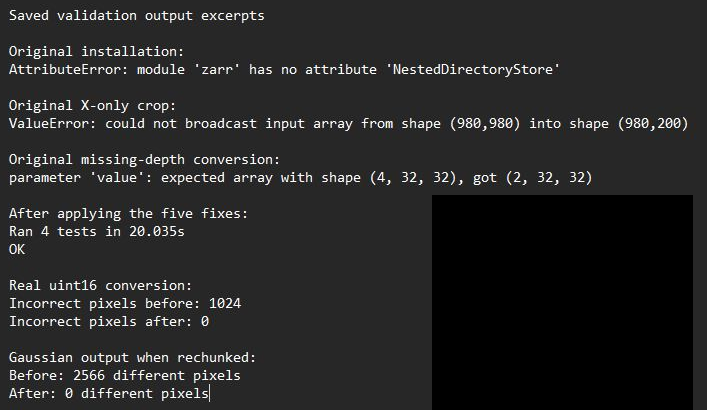 Saved validation output excerpts
Original installation:
AttributeError: module 'zarr' has no attribute 'NestedDirectoryStore'
Original X-only crop:
ValueError: could not broadcast input array from shape (980,980) into shape (980,200)
Original missing-depth conversion:
parameter 'value': expected array with shape (4, 32, 32), got (2, 32, 32)
After applying the five fixes:
Ran 4 tests in 20.035s
OK
Real uint16 conversion:
Incorrect pixels before: 1024
Incorrect pixels after: 0
Gaussian output when rechunked:
Before: 2566 different pixels
After: 0 different pixels